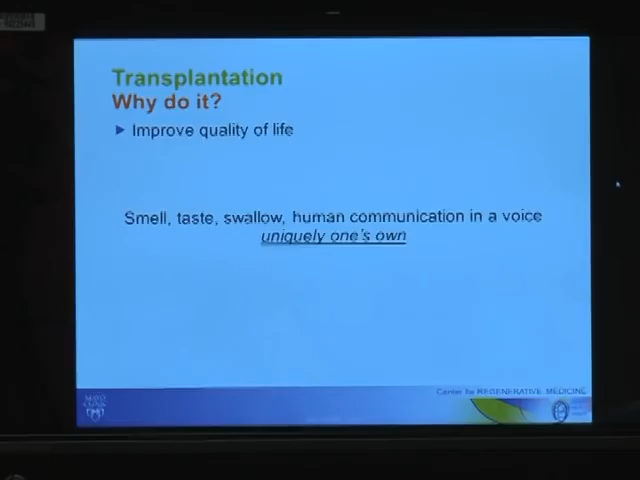 Transplantation
Why do it?
Improve quality of life
Smell, taste, swallow, human communication in a voice
uniquely one's own
Center for REGENERATIVE MEDICINE
MAYO
CLINIC